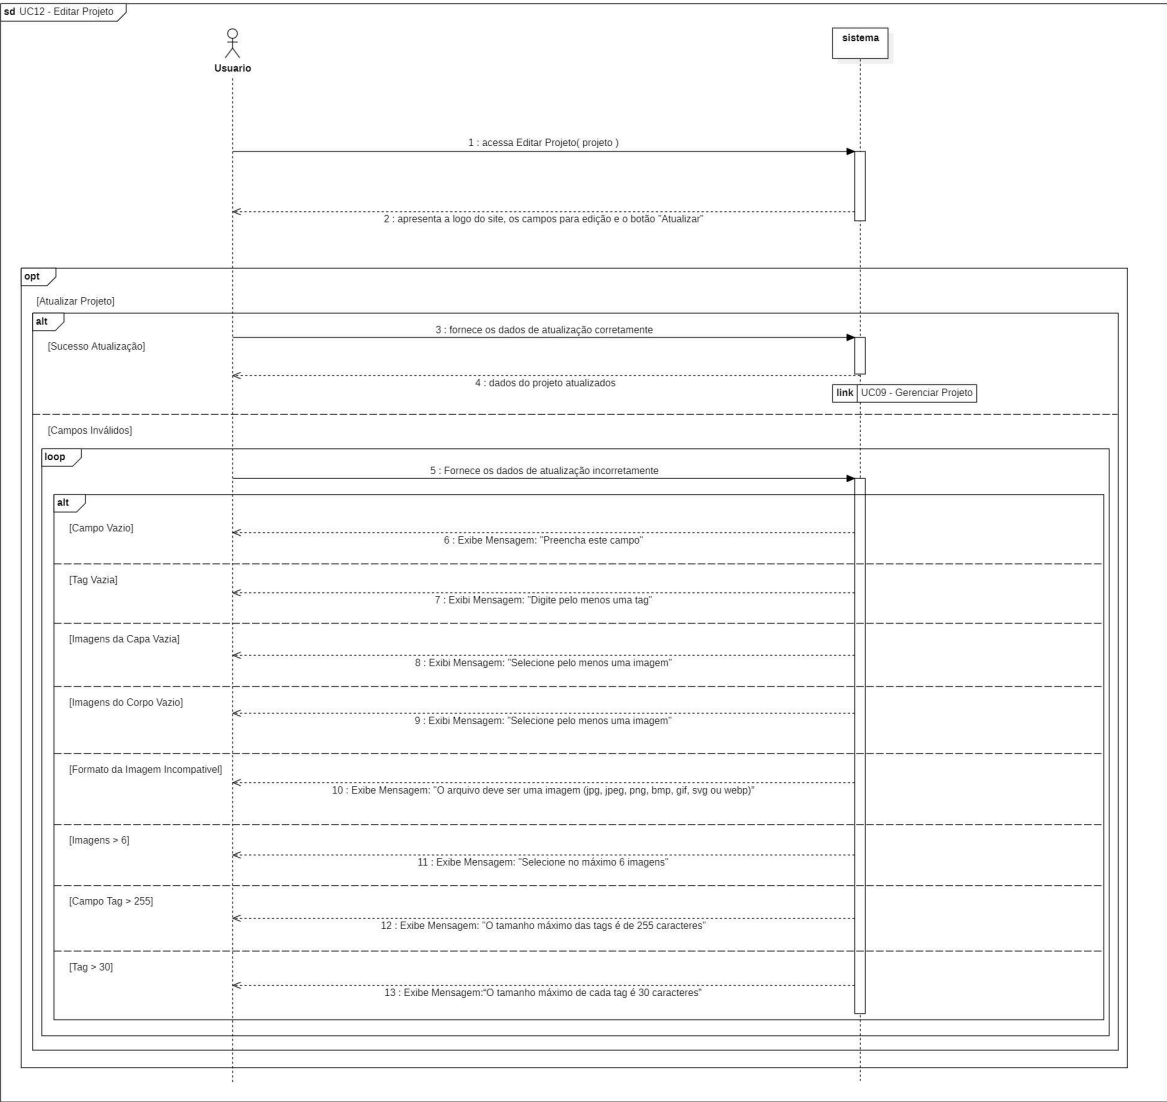 sd UC12 - Editar Projeto
Usuario
sistema
1 : acessa Editar Projeto( projeto )
2 : apresenta a logo do site, os campos para edição e o botão "Atualizar"
opt
[Atualizar Projeto]
alt
3 : fornece os dados de atualização corretamente
[Sucesso Atualização]
4 : dados do projeto atualizados
link UC09 - Gerenciar Projeto
[Campos Inválidos]
loop
5 : Fornece os dados de atualização incorretamente
alt
[Campo Vazio]
6 : Exibe Mensagem: "Preencha este campo"
[Tag Vazia]
7 : Exibi Mensagem: "Digite pelo menos uma tag"
[Imagens da Capa Vazia]
8 : Exibi Mensagem: "Selecione pelo menos uma imagem"
[Imagens do Corpo Vazio]
9 : Exibi Mensagem: "Selecione pelo menos uma imagem"
[Formato da Imagem Incompativel]
10 : Exibe Mensagem: "O arquivo deve ser uma imagem (jpg, jpeg, png, bmp, gif, svg ou webp)"
[Imagens > 6]
11 : Exibe Mensagem: "Selecione no máximo 6 imagens"
[Campo Tag > 255]
12 : Exibe Mensagem: "O tamanho máximo das tags é de 255 caracteres"
[Tag > 30]
13 : Exibe Mensagem:"O tamanho máximo de cada tag é 30 caracteres"